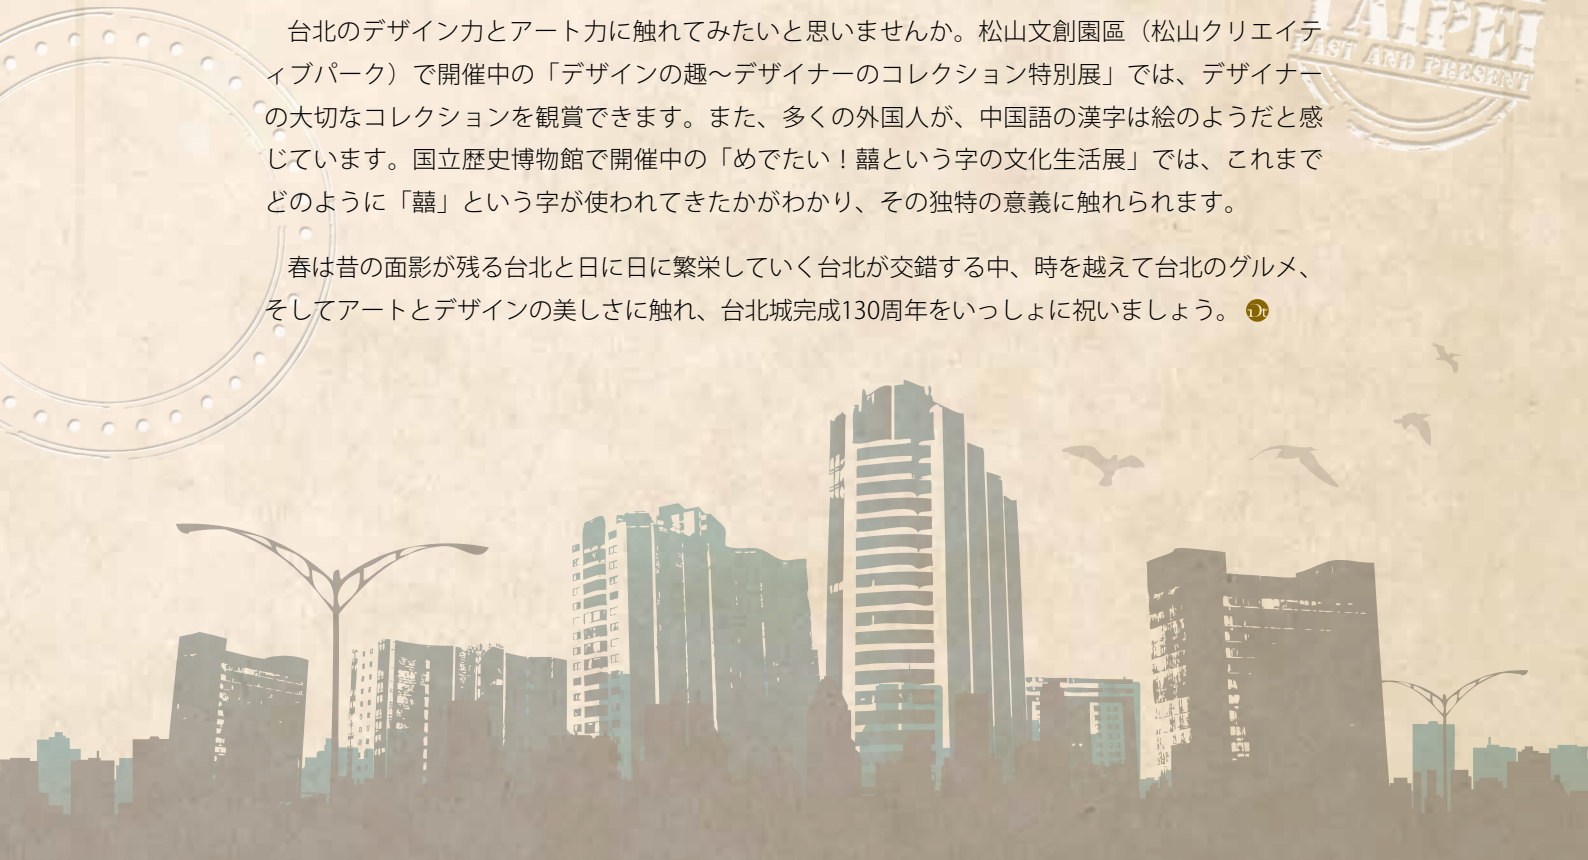 台北のデザイン力とアート力に触れてみたいと思いませんか。松山文創園區（松山クリエイテ
ィブパーク）で開催中の「デザインの趣～デザイナーのコレクション特別展」では、デザイナー
の大切なコレクションを観賞できます。また、多くの外国人が、中国語の漢字は絵のようだと感
じています。国立歴史博物館で開催中の「めでたい！囍という字の文化生活展」では、これまで
どのように「囍」という字が使われてきたかがわかり、その独特の意義に触れられます。
春は昔の面影が残る台北と日に日に繁栄していく台北が交錯する中、時を越えて台北のグルメ、
そしてアートとデザインの美しさに触れ、台北城完成130周年をいっしょに祝いましょう。
TAIPEI
PAST AND PRESENT